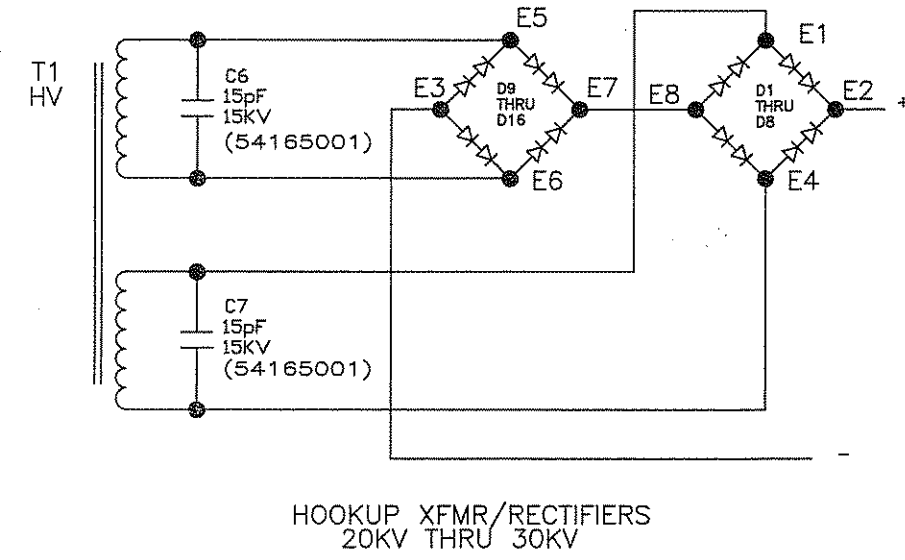 T1
HV
C6
15pF
15KV
(54165001)
E5
E3
D9
THRU
D16
E7
E6
E8
E1
D1
THRU
D8
E2
+
E4
C7
15pF
15KV
(54165001)
-
HOOKUP XFMR/RECTIFIERS
20KV THRU 30KV